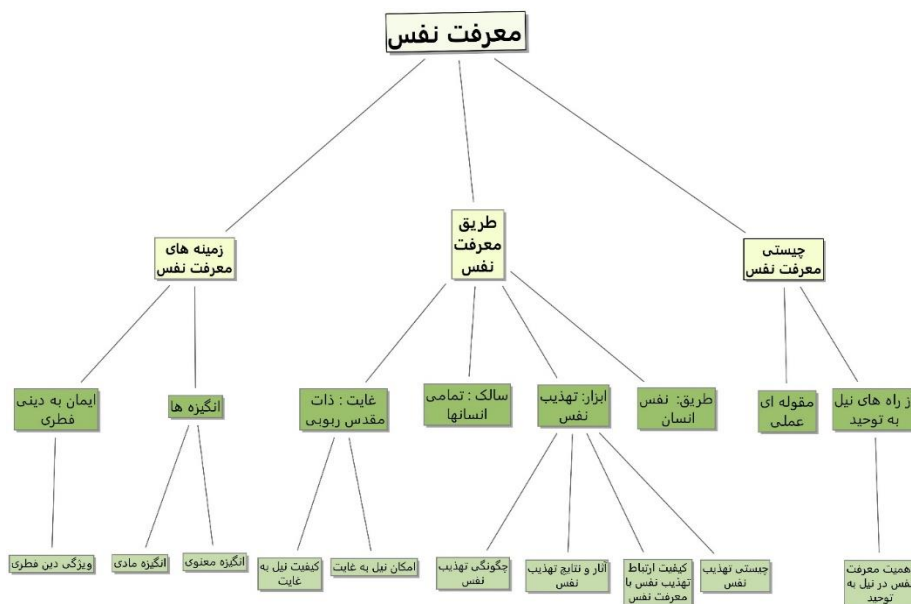 معرفت نفس
چیستی
معرفت نفس
طریق
معرفت
نفس
زمینه های
معرفت نفس
ز راه های نیل
به توحید
مقوله ای
عملی
طریق: نفس
انسان
ابزار: تهذیب
نفس
سالک : تمامی
انسانها
غایت : ذات
مقدس ربوبی
انگیزه ها
ایمان به دینی
فطری
همیت معرفت
نفس در نیل به
توحید
چیستی تهذیب
نفس
کیفیت ارتباط
تهذیب نفس با
معرفت نفس
آثار و نتایج تهذیب
نفس
چگونگی تهذیب
نفس
امکان نیل به غایت
کیفیت نیل به
غایت
انگیزه معنوی
انگیزه مادی
ویژگی دین فطری